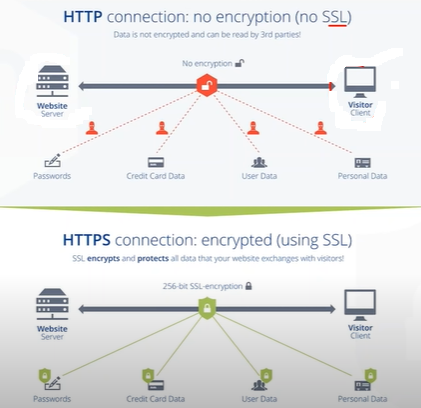 HTTP connection: no encryption (no SSL)
Data is not encrypted and can be read by 3rd parties!
No encryption
Website
Server
Visitor
Client
Passwords
Credit Card Data
User Data
Personal Data
HTTPS connection: encrypted (using SSL)
SSL encrypts and protects all data that your website exchanges with visitors!
256-bit SSL-encryption
Website
Server
Visitor
Client
Passwords
Credit Card Data
User Data
Personal Data